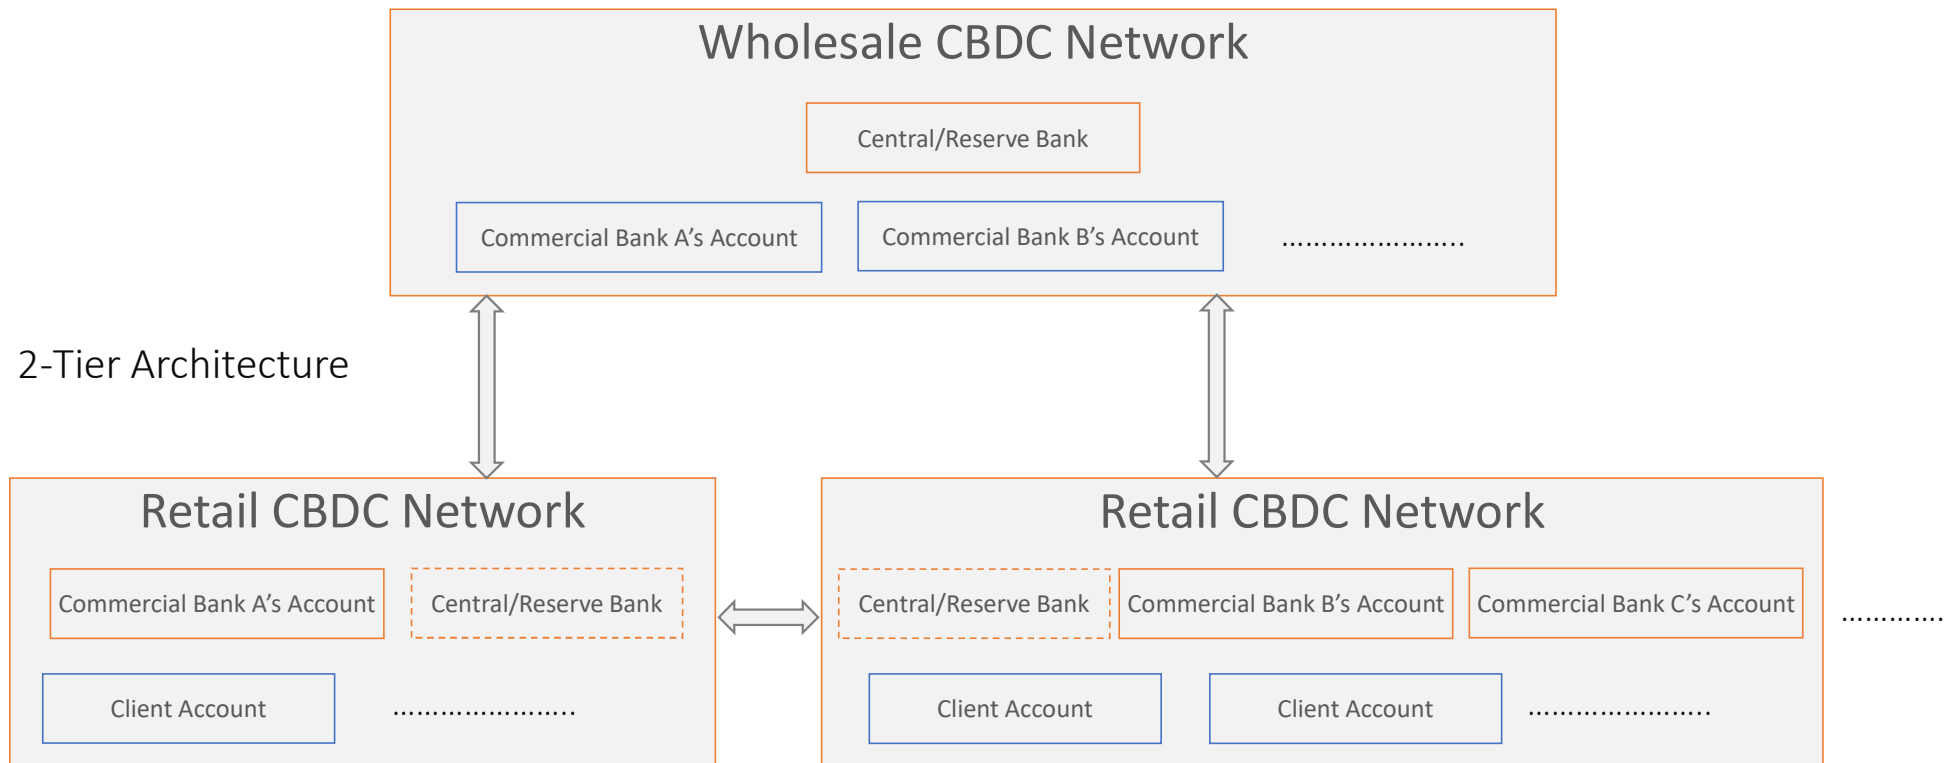 Wholesale CBDC Network
Central/Reserve Bank
Commercial Bank A’s Account
Commercial Bank B’s Account
…………………..
2-Tier Architecture
Retail CBDC Network
Commercial Bank A’s Account
Central/Reserve Bank
Client Account
…………………..
Retail CBDC Network
Central/Reserve Bank
Commercial Bank B’s Account
Commercial Bank C’s Account
Client Account
Client Account
…………………..
………….